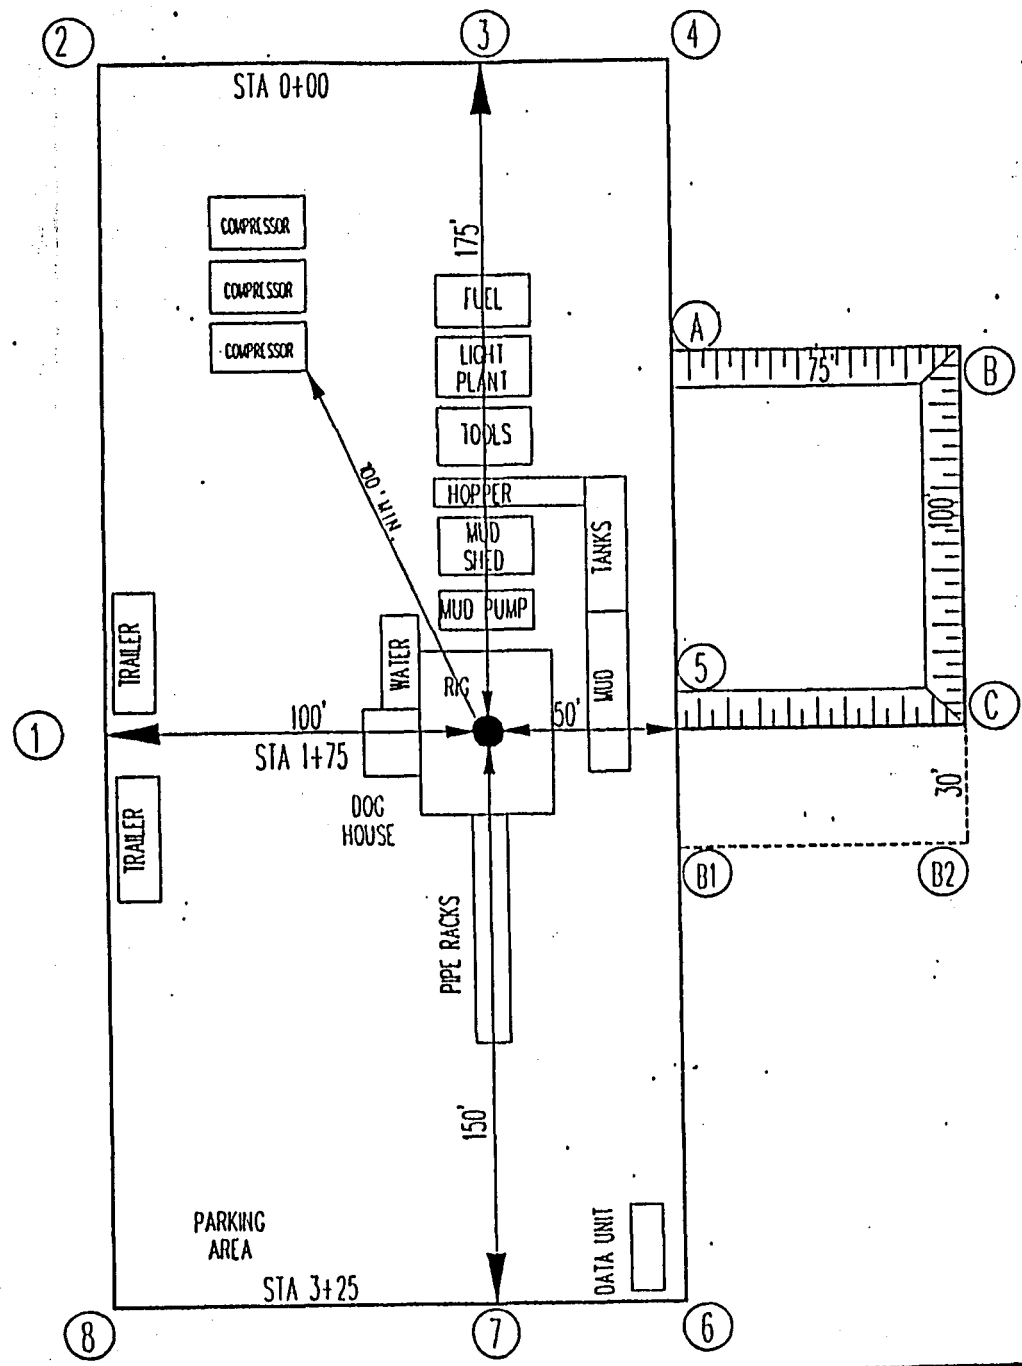 2
3
4
STA 0+00
COMPRESSOR
COMPRESSOR
COMPRESSOR
175'
FUEL
LIGHT
PLANT
TOOLS
HOPPER
MUD
SHED
MUD PUMP
TANKS
MUD
100' MIN.
A
75'
B
100'
5
C
30'
B1
B2
TRAILER
WATER
RIG
1
100'
50'
STA 1+75
TRAILER
DOG
HOUSE
PIPE RACKS
150'
PARKING
AREA
DATA UNIT
STA 3+25
8
7
6